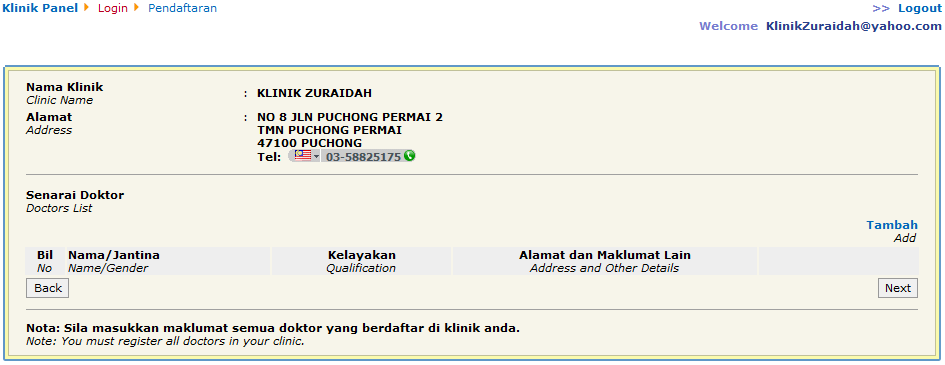 Klinik Panel Login Pendaftaran >> Logout
Welcome KlinikZuraidah@yahoo.com
Nama Klinik
Clinic Name
: KLINIK ZURAIDAH
Alamat
Address
: NO 8 JLN PUCHONG PERMAI 2
TMN PUCHONG PERMAI
47100 PUCHONG
Tel: 03-58825175
Senarai Doktor
Doctors List
Tambah
Add
Bil Nama/Jantina Kelayakan Alamat dan Maklumat Lain
No Name/Gender Qualification Address and Other Details
Back Next
Nota: Sila masukkan maklumat semua doktor yang berdaftar di klinik anda.
Note: You must register all doctors in your clinic.